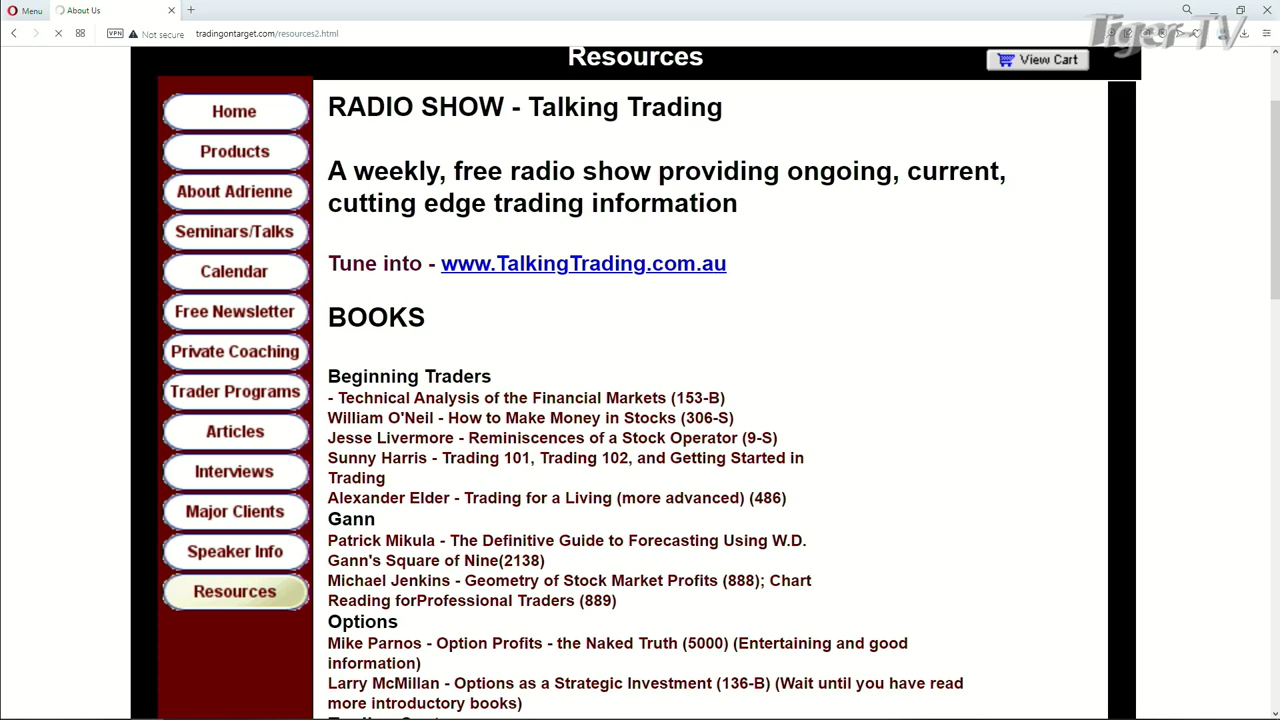 Menu
About Us
VPN
Not secure
tradingontarget.com/resources2.html
Tiger-TV
Resources
View Cart
Home
Products
About Adrienne
Seminars/Talks
Calendar
Free Newsletter
Private Coaching
Trader Programs
Articles
Interviews
Major Clients
Speaker Info
Resources
RADIO SHOW - Talking Trading
A weekly, free radio show providing ongoing, current,
cutting edge trading information
Tune into - www.TalkingTrading.com.au
BOOKS
Beginning Traders
- Technical Analysis of the Financial Markets (153-B)
William O'Neil - How to Make Money in Stocks (306-S)
Jesse Livermore - Reminiscences of a Stock Operator (9-S)
Sunny Harris - Trading 101, Trading 102, and Getting Started in
Trading
Alexander Elder - Trading for a Living (more advanced) (486)
Gann
Patrick Mikula - The Definitive Guide to Forecasting Using W.D.
Gann's Square of Nine(2138)
Michael Jenkins - Geometry of Stock Market Profits (888); Chart
Reading forProfessional Traders (889)
Options
Mike Parnos - Option Profits - the Naked Truth (5000) (Entertaining and good
information)
Larry McMillan - Options as a Strategic Investment (136-B) (Wait until you have read
more introductory books)